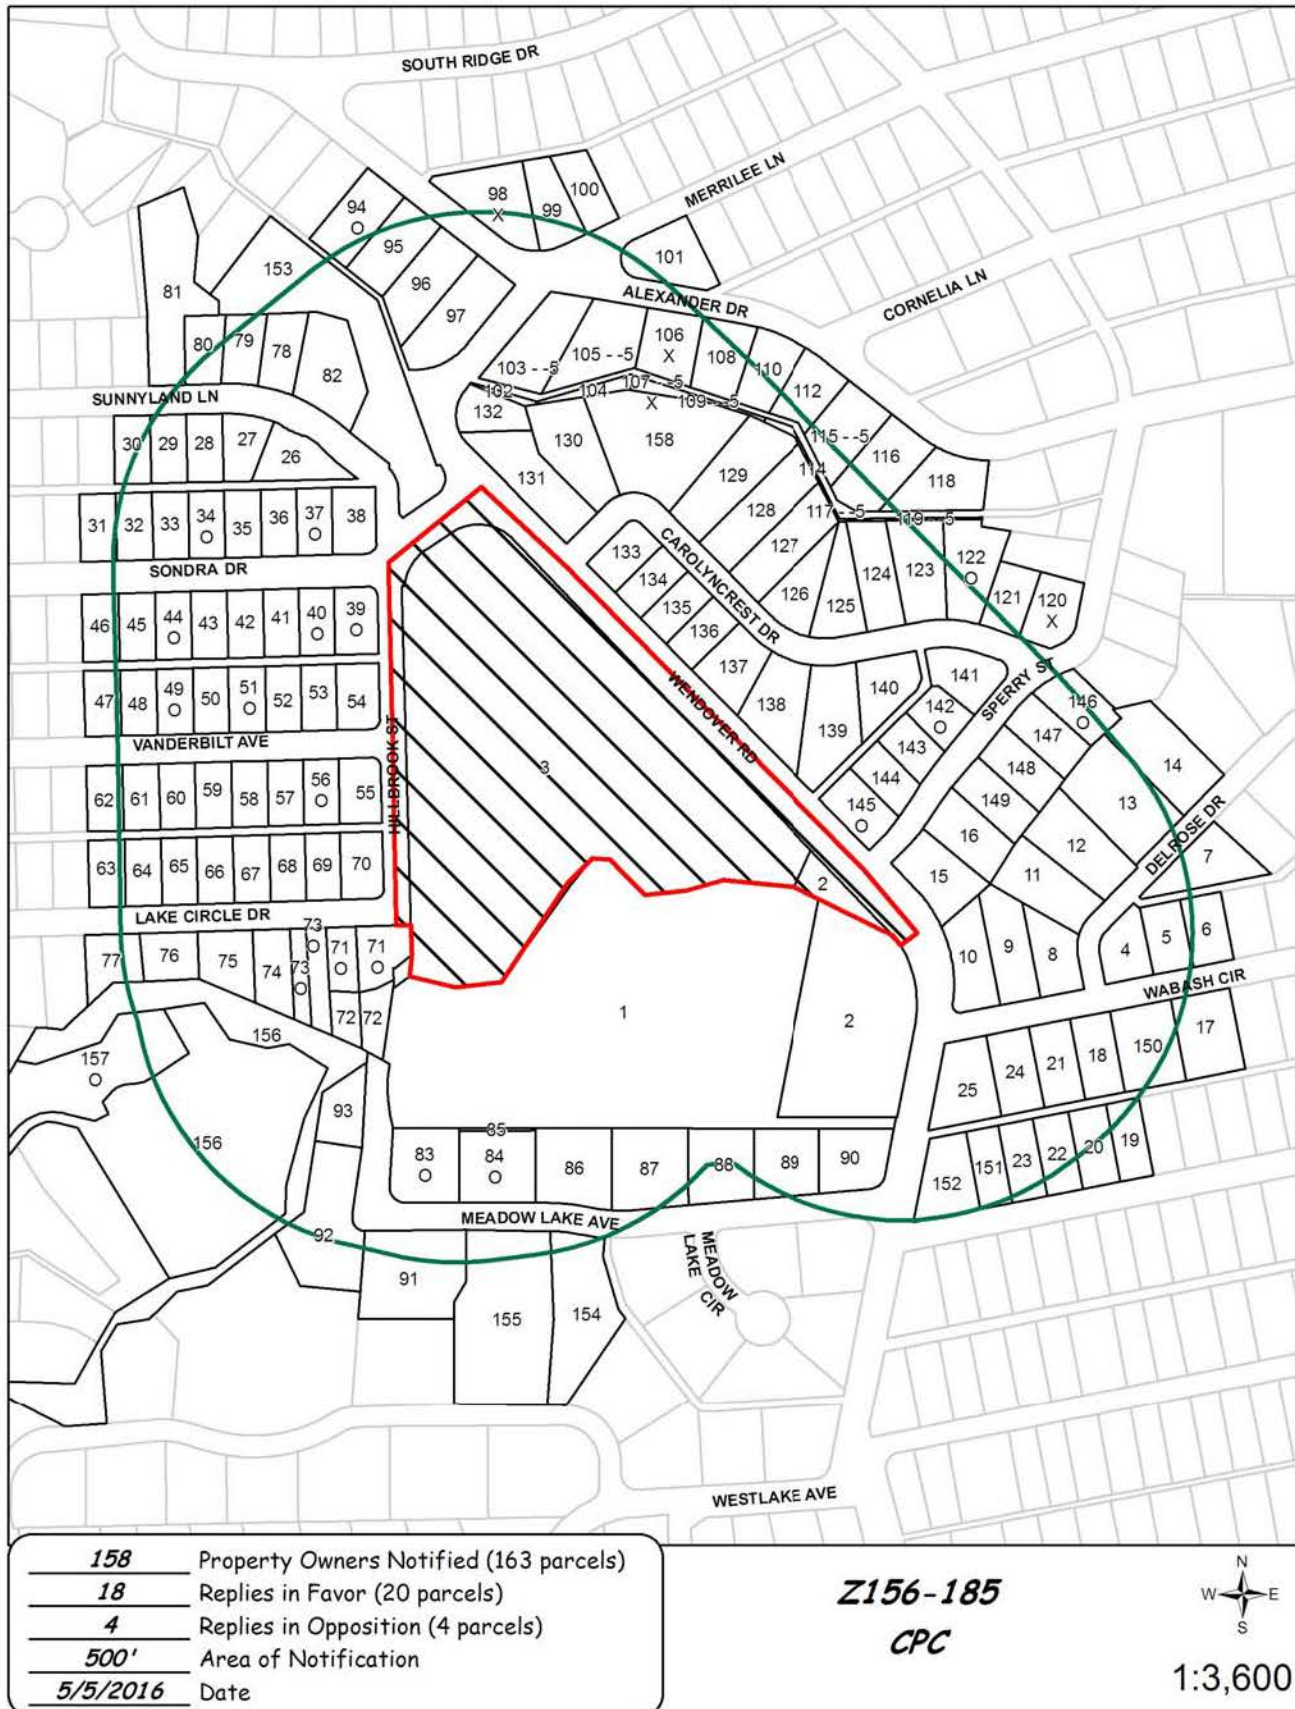 SOUTH RIDGE DR
MERRILEE LN
98
X
99
100
94
O
95
153
101
CORNELIA LN
81
96
ALEXANDER DR
97
106
X
108
80
79
78
82
103 - -5
105 - -5
110
112
107 - -5
102
104
109 - -5
X
SUNNYLAND LN
132
130
158
115 - -5
116
30
29
28
27
26
131
129
114
118
128
117 - -5
119 - -5
31
32
33
34
O
35
36
37
O
38
CAROLYNCREST DR
133
127
122
O
SONDRA DR
134
124
123
126
125
121
120
X
46
45
44
O
43
42
41
40
O
39
O
135
136
137
141
SPERRY ST
140
47
48
49
O
50
51
O
52
53
54
WENDOVER RD
138
142
O
146
O
139
147
VANDERBILT AVE
HILLBROOK ST
143
148
14
3
144
62
61
60
59
58
57
56
O
55
149
13
145
O
16
12
DELROSE DR
63
64
65
66
67
68
69
70
15
11
7
2
LAKE CIRCLE DR
73
O
71
O
71
O
77
76
75
74
73
O
10
9
8
4
5
6
WABASH CIR
72
72
1
2
17
156
157
O
25
24
21
18
150
93
156
85
83
O
84
O
86
87
88
89
90
152
151
23
22
20
19
MEADOW LAKE AVE
92
MEADOW
LAKE CIR
91
155
154
WESTLAKE AVE
158 Property Owners Notified (163 parcels)
18 Replies in Favor (20 parcels)
4 Replies in Opposition (4 parcels)
500' Area of Notification
5/5/2016 Date
Z156-185
CPC
N
W E
S
1:3,600